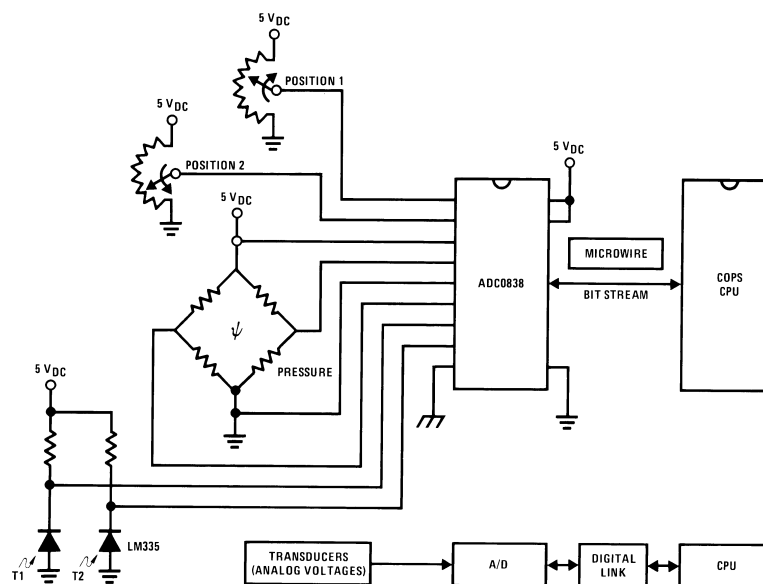 5 VDC
POSITION 1
5 VDC
POSITION 2
5 VDC
5 VDC
ADC0838
MICROWIRE
BIT STREAM
COPS
CPU
ψ
PRESSURE
5 VDC
T1
T2
LM335
TRANSDUCERS
(ANALOG VOLTAGES)
A/D
DIGITAL
LINK
CPU